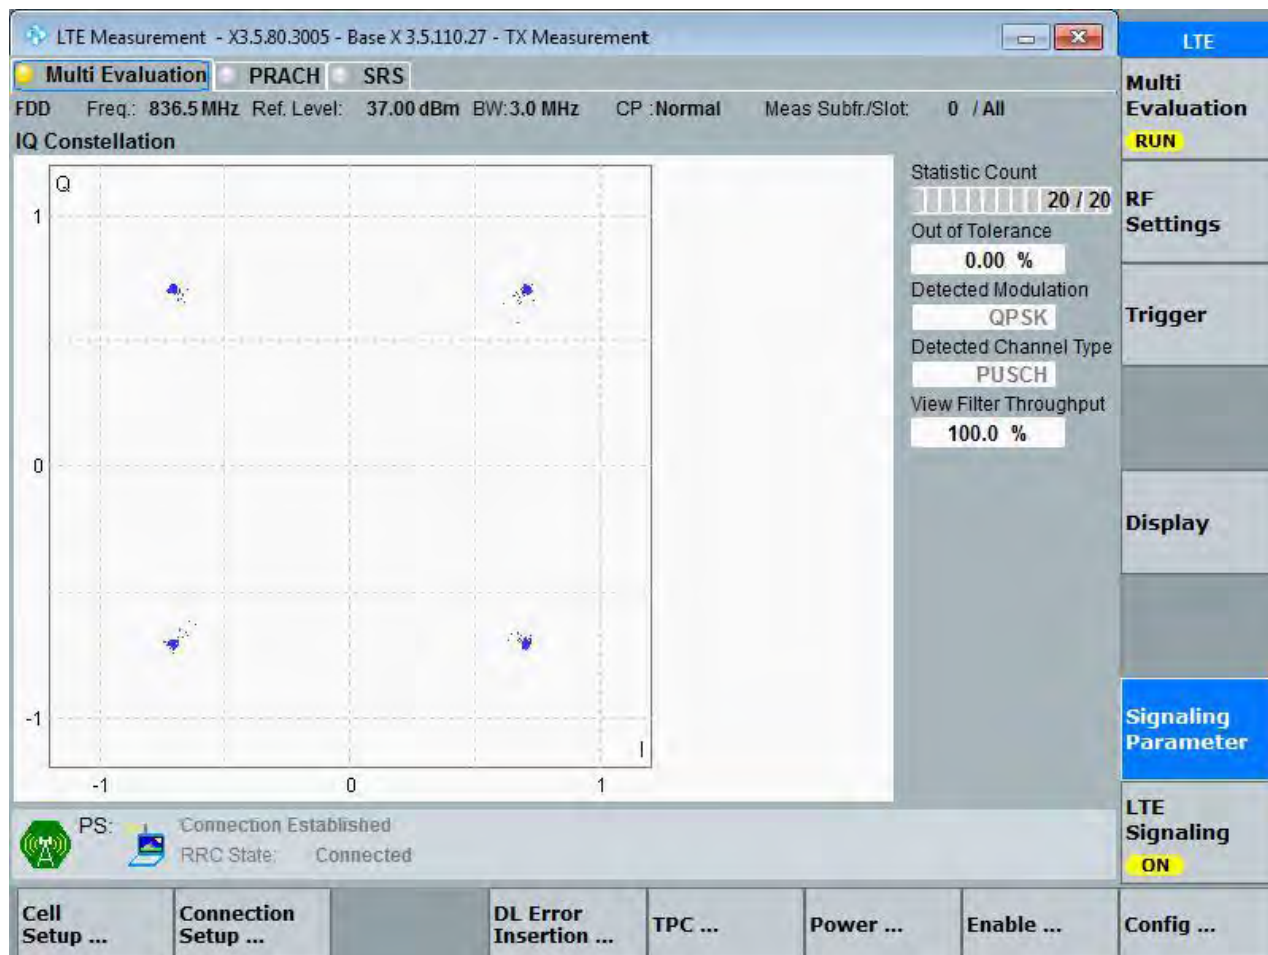 LTE Measurement - X3.5.80.3005 - Base X 3.5.110.27 - TX Measurement
LTE
Multi Evaluation PRACH SRS
FDD Freq.: 836.5 MHz Ref. Level: 37.00 dBm BW:3.0 MHz CP :Normal Meas Subfr./Slot: 0 / All
IQ Constellation
Q
1
0
-1
I
-1 0 1
Statistic Count
20 / 20
Out of Tolerance
0.00 %
Detected Modulation
QPSK
Detected Channel Type
PUSCH
View Filter Throughput
100.0 %
Multi
Evaluation
RUN
RF
Settings
Trigger
Display
Signaling
Parameter
LTE
Signaling
ON
PS: Connection Established
RRC State: Connected
Cell
Setup ...
Connection
Setup ...
DL Error
Insertion ...
TPC ...
Power ...
Enable ...
Config ...